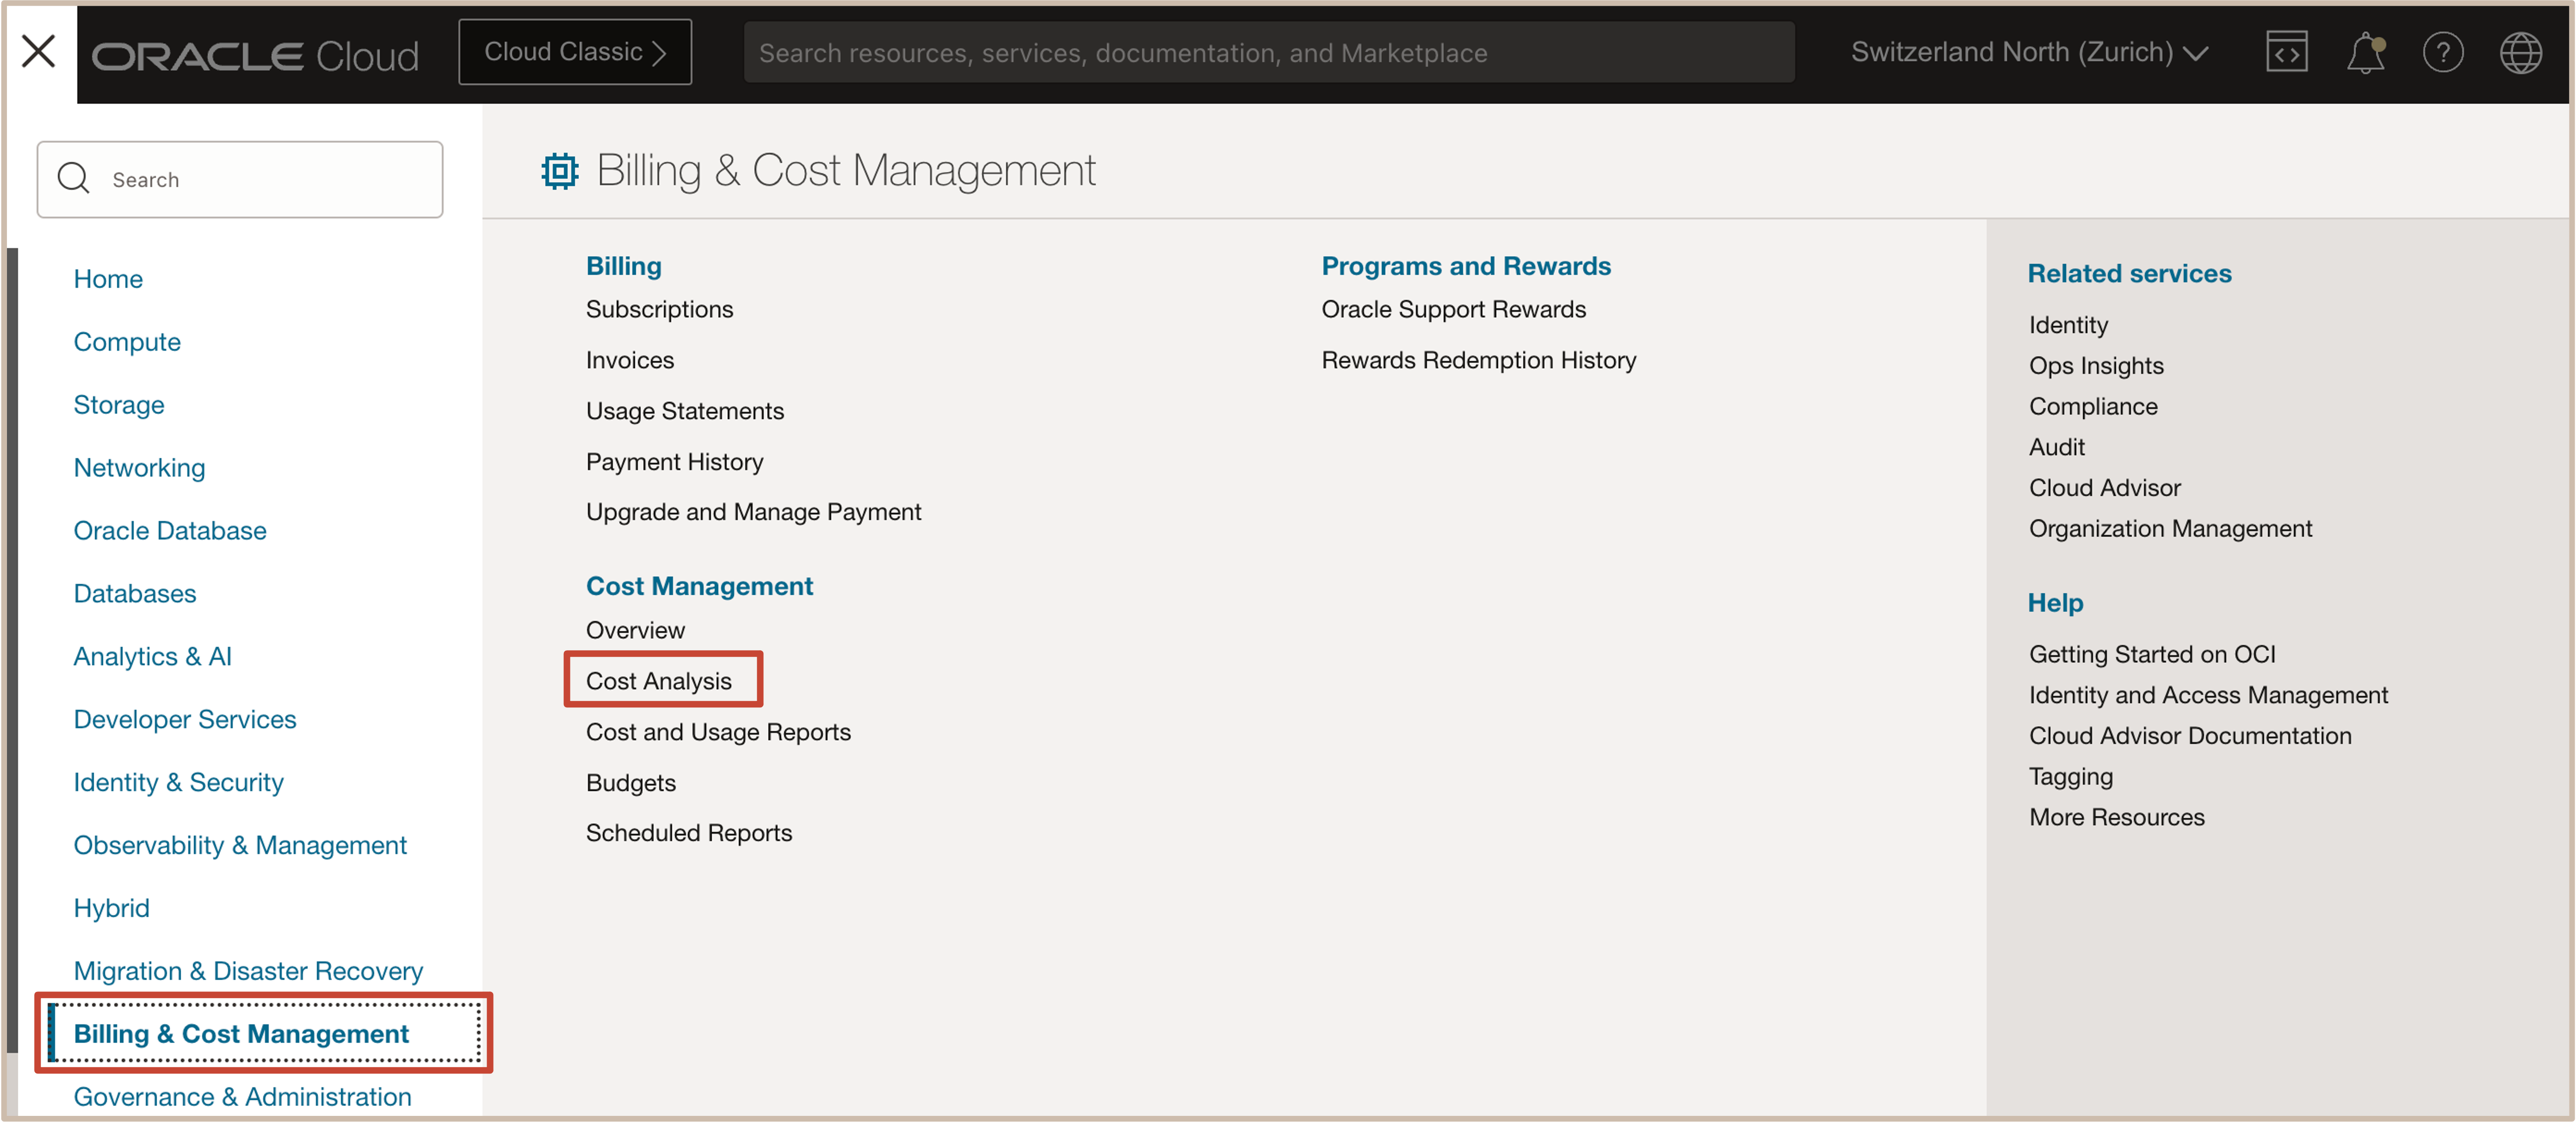 ORACLE Cloud
Cloud Classic
Search resources, services, documentation, and Marketplace
Switzerland North (Zurich)
Search
Home
Compute
Storage
Networking
Oracle Database
Databases
Analytics & AI
Developer Services
Identity & Security
Observability & Management
Hybrid
Migration & Disaster Recovery
Billing & Cost Management
Governance & Administration
Billing & Cost Management
Billing
Subscriptions
Invoices
Usage Statements
Payment History
Upgrade and Manage Payment
Cost Management
Overview
Cost Analysis
Cost and Usage Reports
Budgets
Scheduled Reports
Programs and Rewards
Oracle Support Rewards
Rewards Redemption History
Related services
Identity
Ops Insights
Compliance
Audit
Cloud Advisor
Organization Management
Help
Getting Started on OCI
Identity and Access Management
Cloud Advisor Documentation
Tagging
More Resources